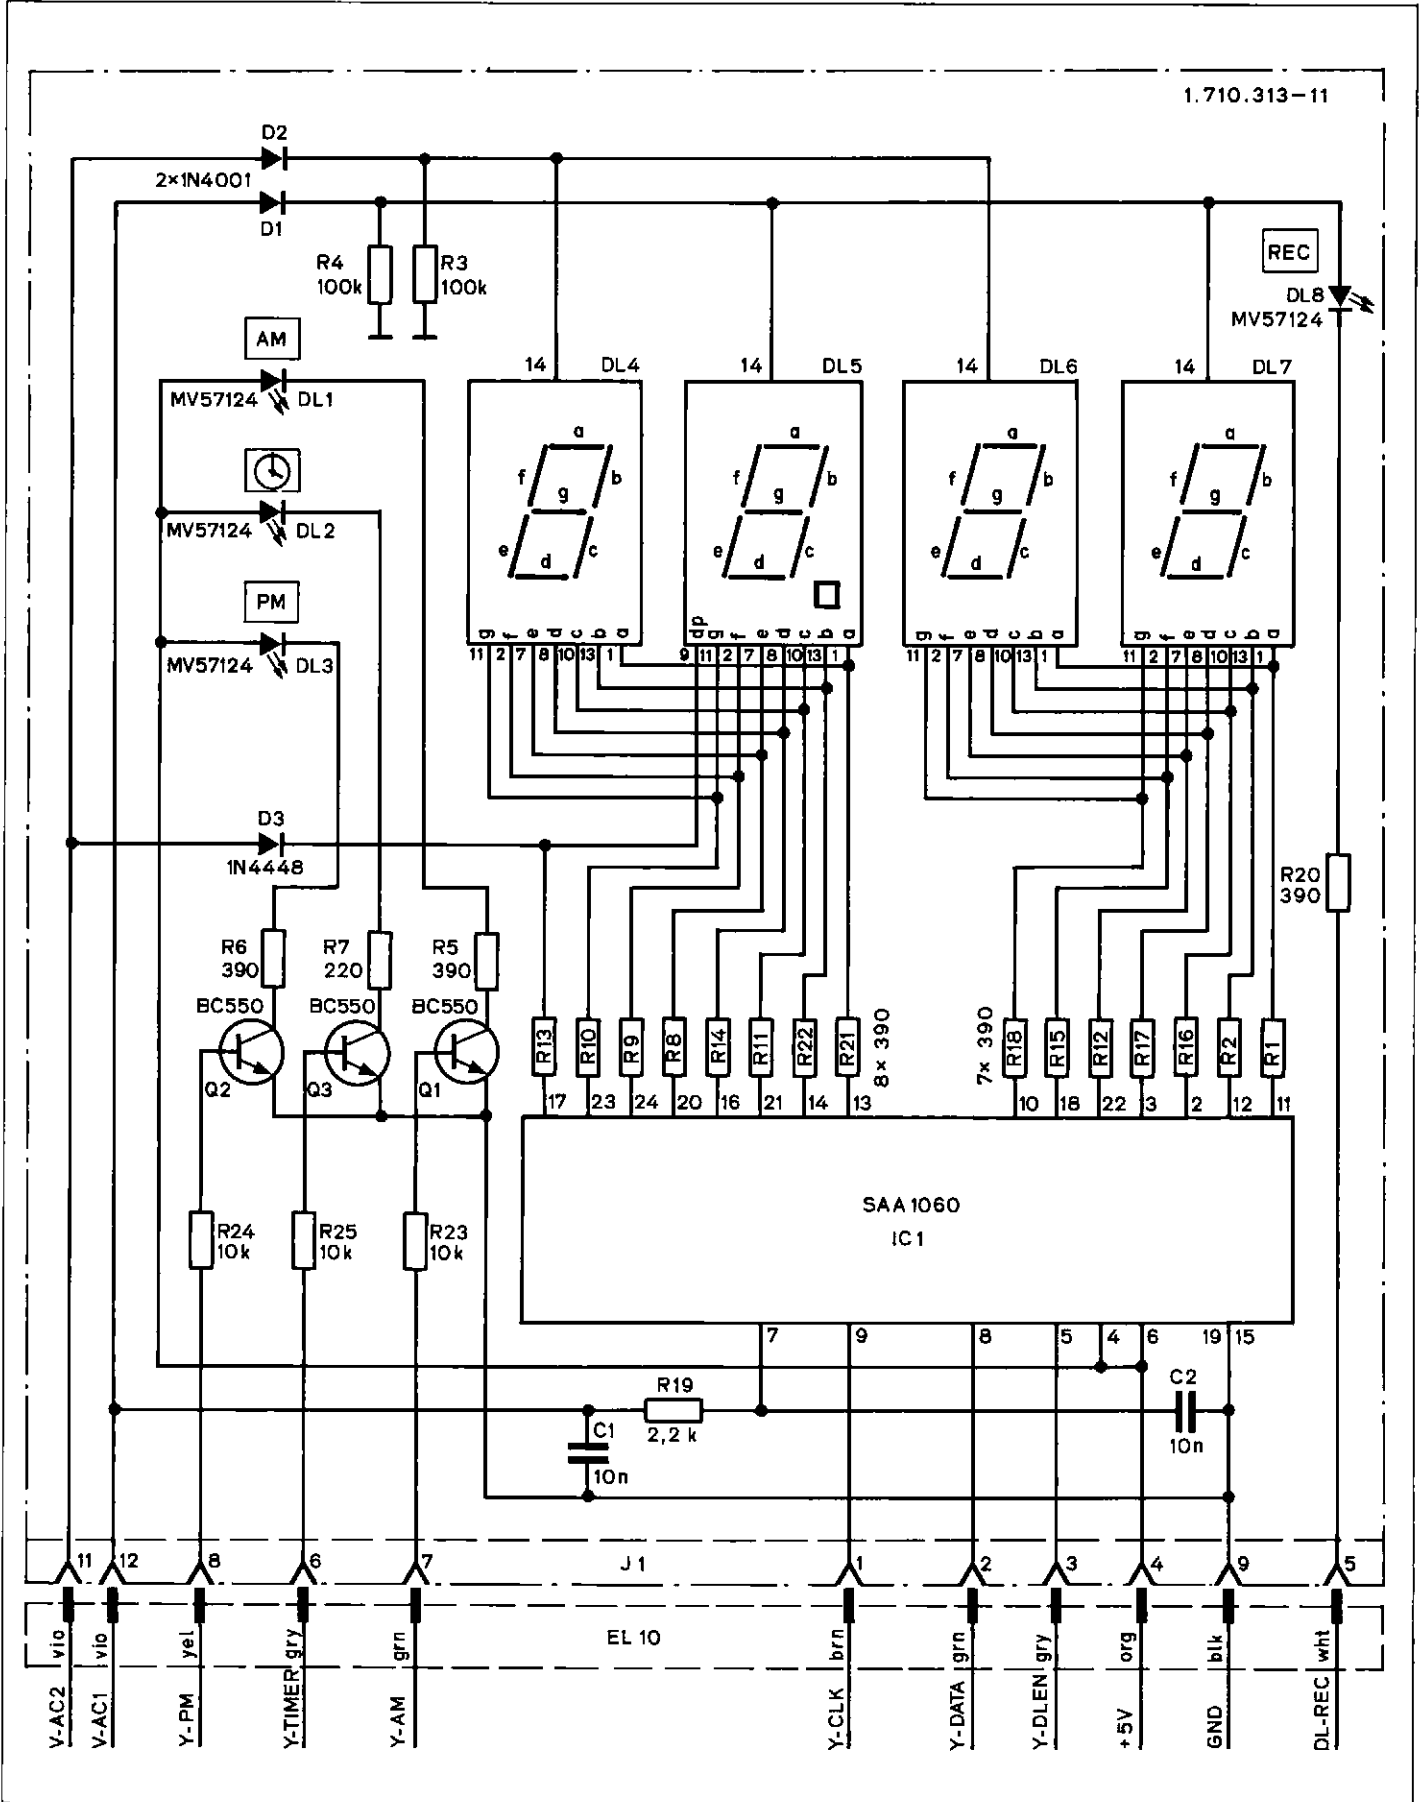 1.710.313-11
D2
2×1N4001
D1
R4
100k
R3
100k
REC
DL8
MV57124
AM
MV57124 DL1
MV57124 DL2
PM
MV57124 DL3
14 DL4
14 DL5
14 DL6
14 DL7
a
f b
g
e c
d
a
f b
g
e c
d
a
f b
g
e c
d
a
f b
g
e c
d
g f e d c b a
dp g f e d c b a
g f e d c b a
g f e d c b a
11 2 7 8 10 13 1
9 11 2 7 8 10 13 1
11 2 7 8 10 13 1
11 2 7 8 10 13 1
D3
1N4448
R20
390
R6
390
R7
220
R5
390
BC550 BC550 BC550
Q2 Q3 Q1
R13 R10 R9 R8 R14 R11 R22 R21
8× 390
7× 390
R18 R15 R12 R17 R16 R2 R1
17 23 24 20 16 21 14 13
10 18 22 3 2 12 11
SAA1060
IC1
R24
10k
R25
10k
R23
10k
7 9 8 5 4 6 19 15
R19
2,2 k
C1
10n
C2
10n
11 12 8 6 7 J1 1 2 3 4 9 5
EL 10
V-AC2 vio
V-AC1 vio
Y-PM yel
Y-TIMER gry
Y-AM grn
Y-CLK brn
Y-DATA grn
Y-DLEN gry
+5V org
GND blk
DL-REC wht